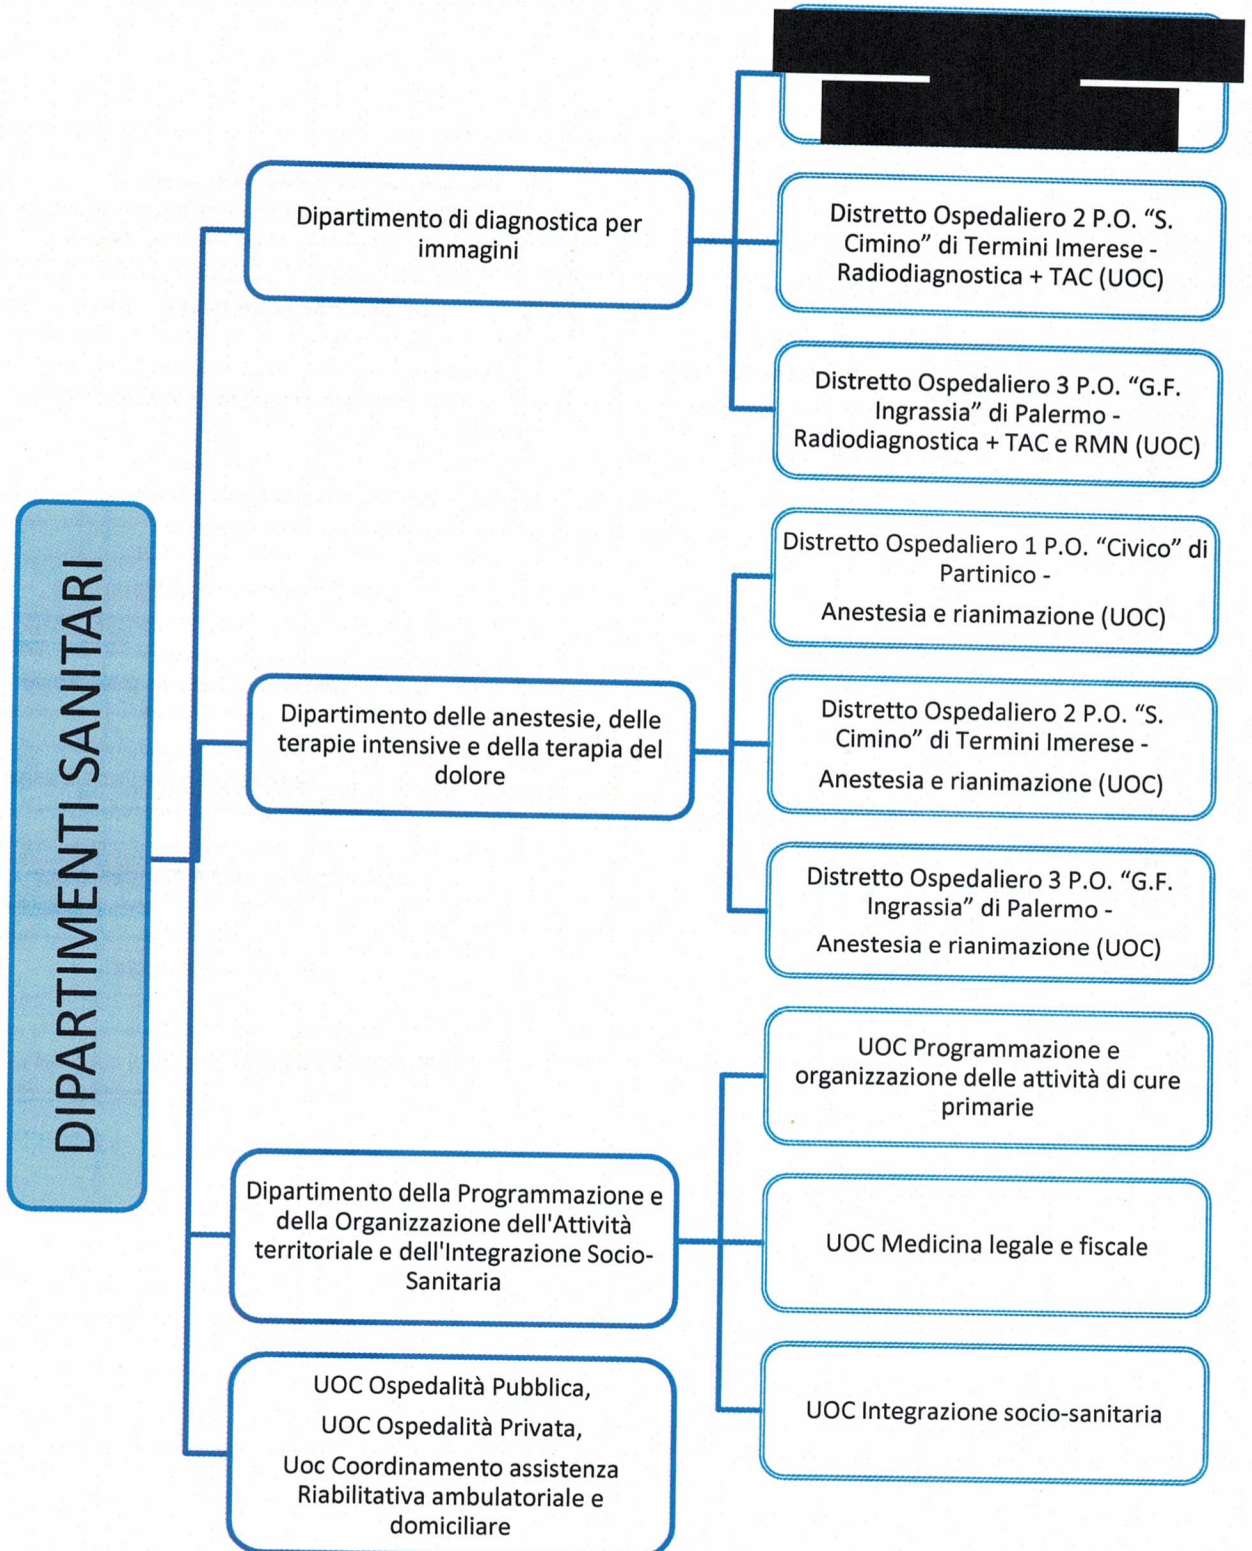 DIPARTIMENTI SANITARI
Dipartimento di diagnostica per
immagini
Distretto Ospedaliero 2 P.O. “S.
Cimino” di Termini Imerese -
Radiodiagnostica + TAC (UOC)
Distretto Ospedaliero 3 P.O. “G.F.
Ingrassia” di Palermo -
Radiodiagnostica + TAC e RMN (UOC)
Dipartimento delle anestesie, delle
terapie intensive e della terapia del
dolore
Distretto Ospedaliero 1 P.O. “Civico” di
Partinico -
Anestesia e rianimazione (UOC)
Distretto Ospedaliero 2 P.O. “S.
Cimino” di Termini Imerese -
Anestesia e rianimazione (UOC)
Distretto Ospedaliero 3 P.O. “G.F.
Ingrassia” di Palermo -
Anestesia e rianimazione (UOC)
Dipartimento della Programmazione e
della Organizzazione dell'Attività
territoriale e dell'Integrazione Socio-
Sanitaria
UOC Programmazione e
organizzazione delle attività di cure
primarie
UOC Medicina legale e fiscale
UOC Integrazione socio-sanitaria
UOC Ospedalità Pubblica,
UOC Ospedalità Privata,
Uoc Coordinamento assistenza
Riabilitativa ambulatoriale e
domiciliare